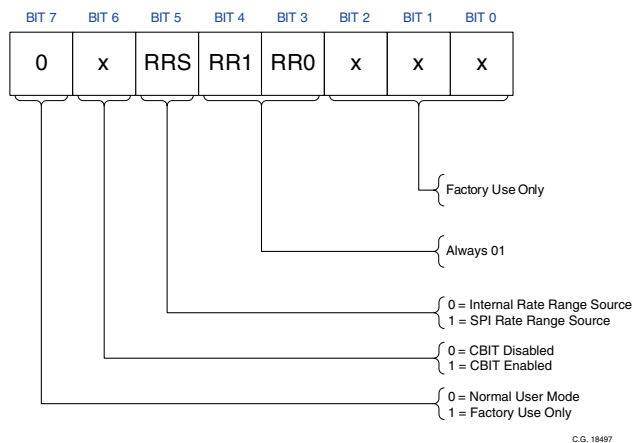 BIT 7 BIT 6 BIT 5 BIT 4 BIT 3 BIT 2 BIT 1 BIT 0
0 x RRS RR1 RR0 x x x
Factory Use Only
Always 01
0 = Internal Rate Range Source
1 = SPI Rate Range Source
0 = CBIT Disabled
1 = CBIT Enabled
0 = Normal User Mode
1 = Factory Use Only
C.G. 18497